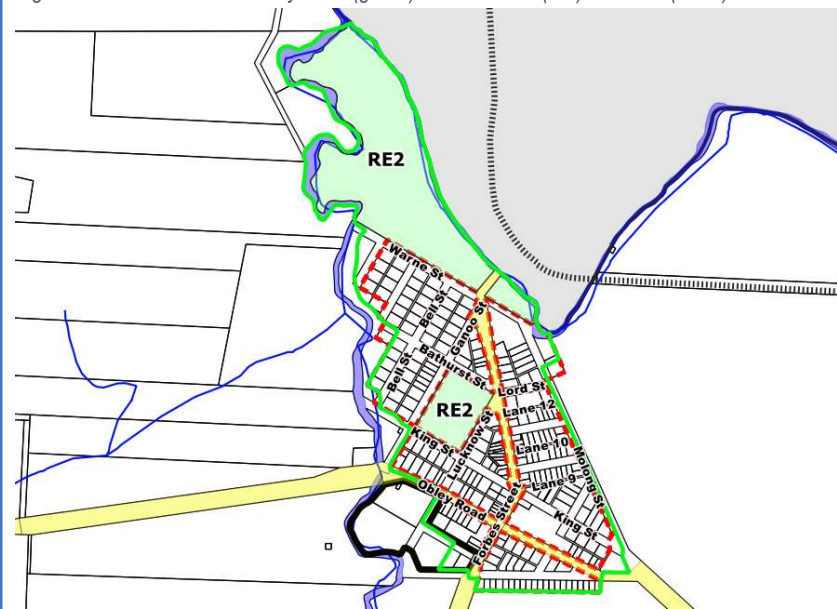 RE2
Warne St
Bell St
Ganoo St
Bathurst St
Bell St
Lord St
RE2
Lane 12
Lucknow St
King St
Lane 10
Molong St
Lane 9
Obley Road
Forbes Street
King St